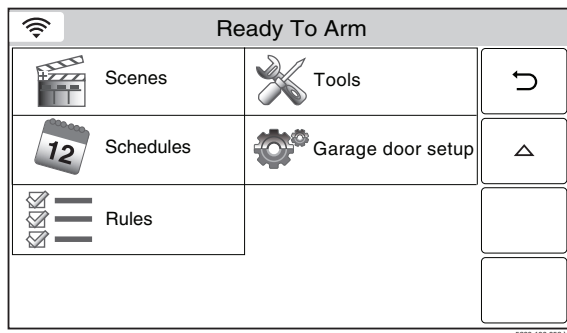 Ready To Arm
Scenes
Tools
12
Schedules
Garage door setup
Rules